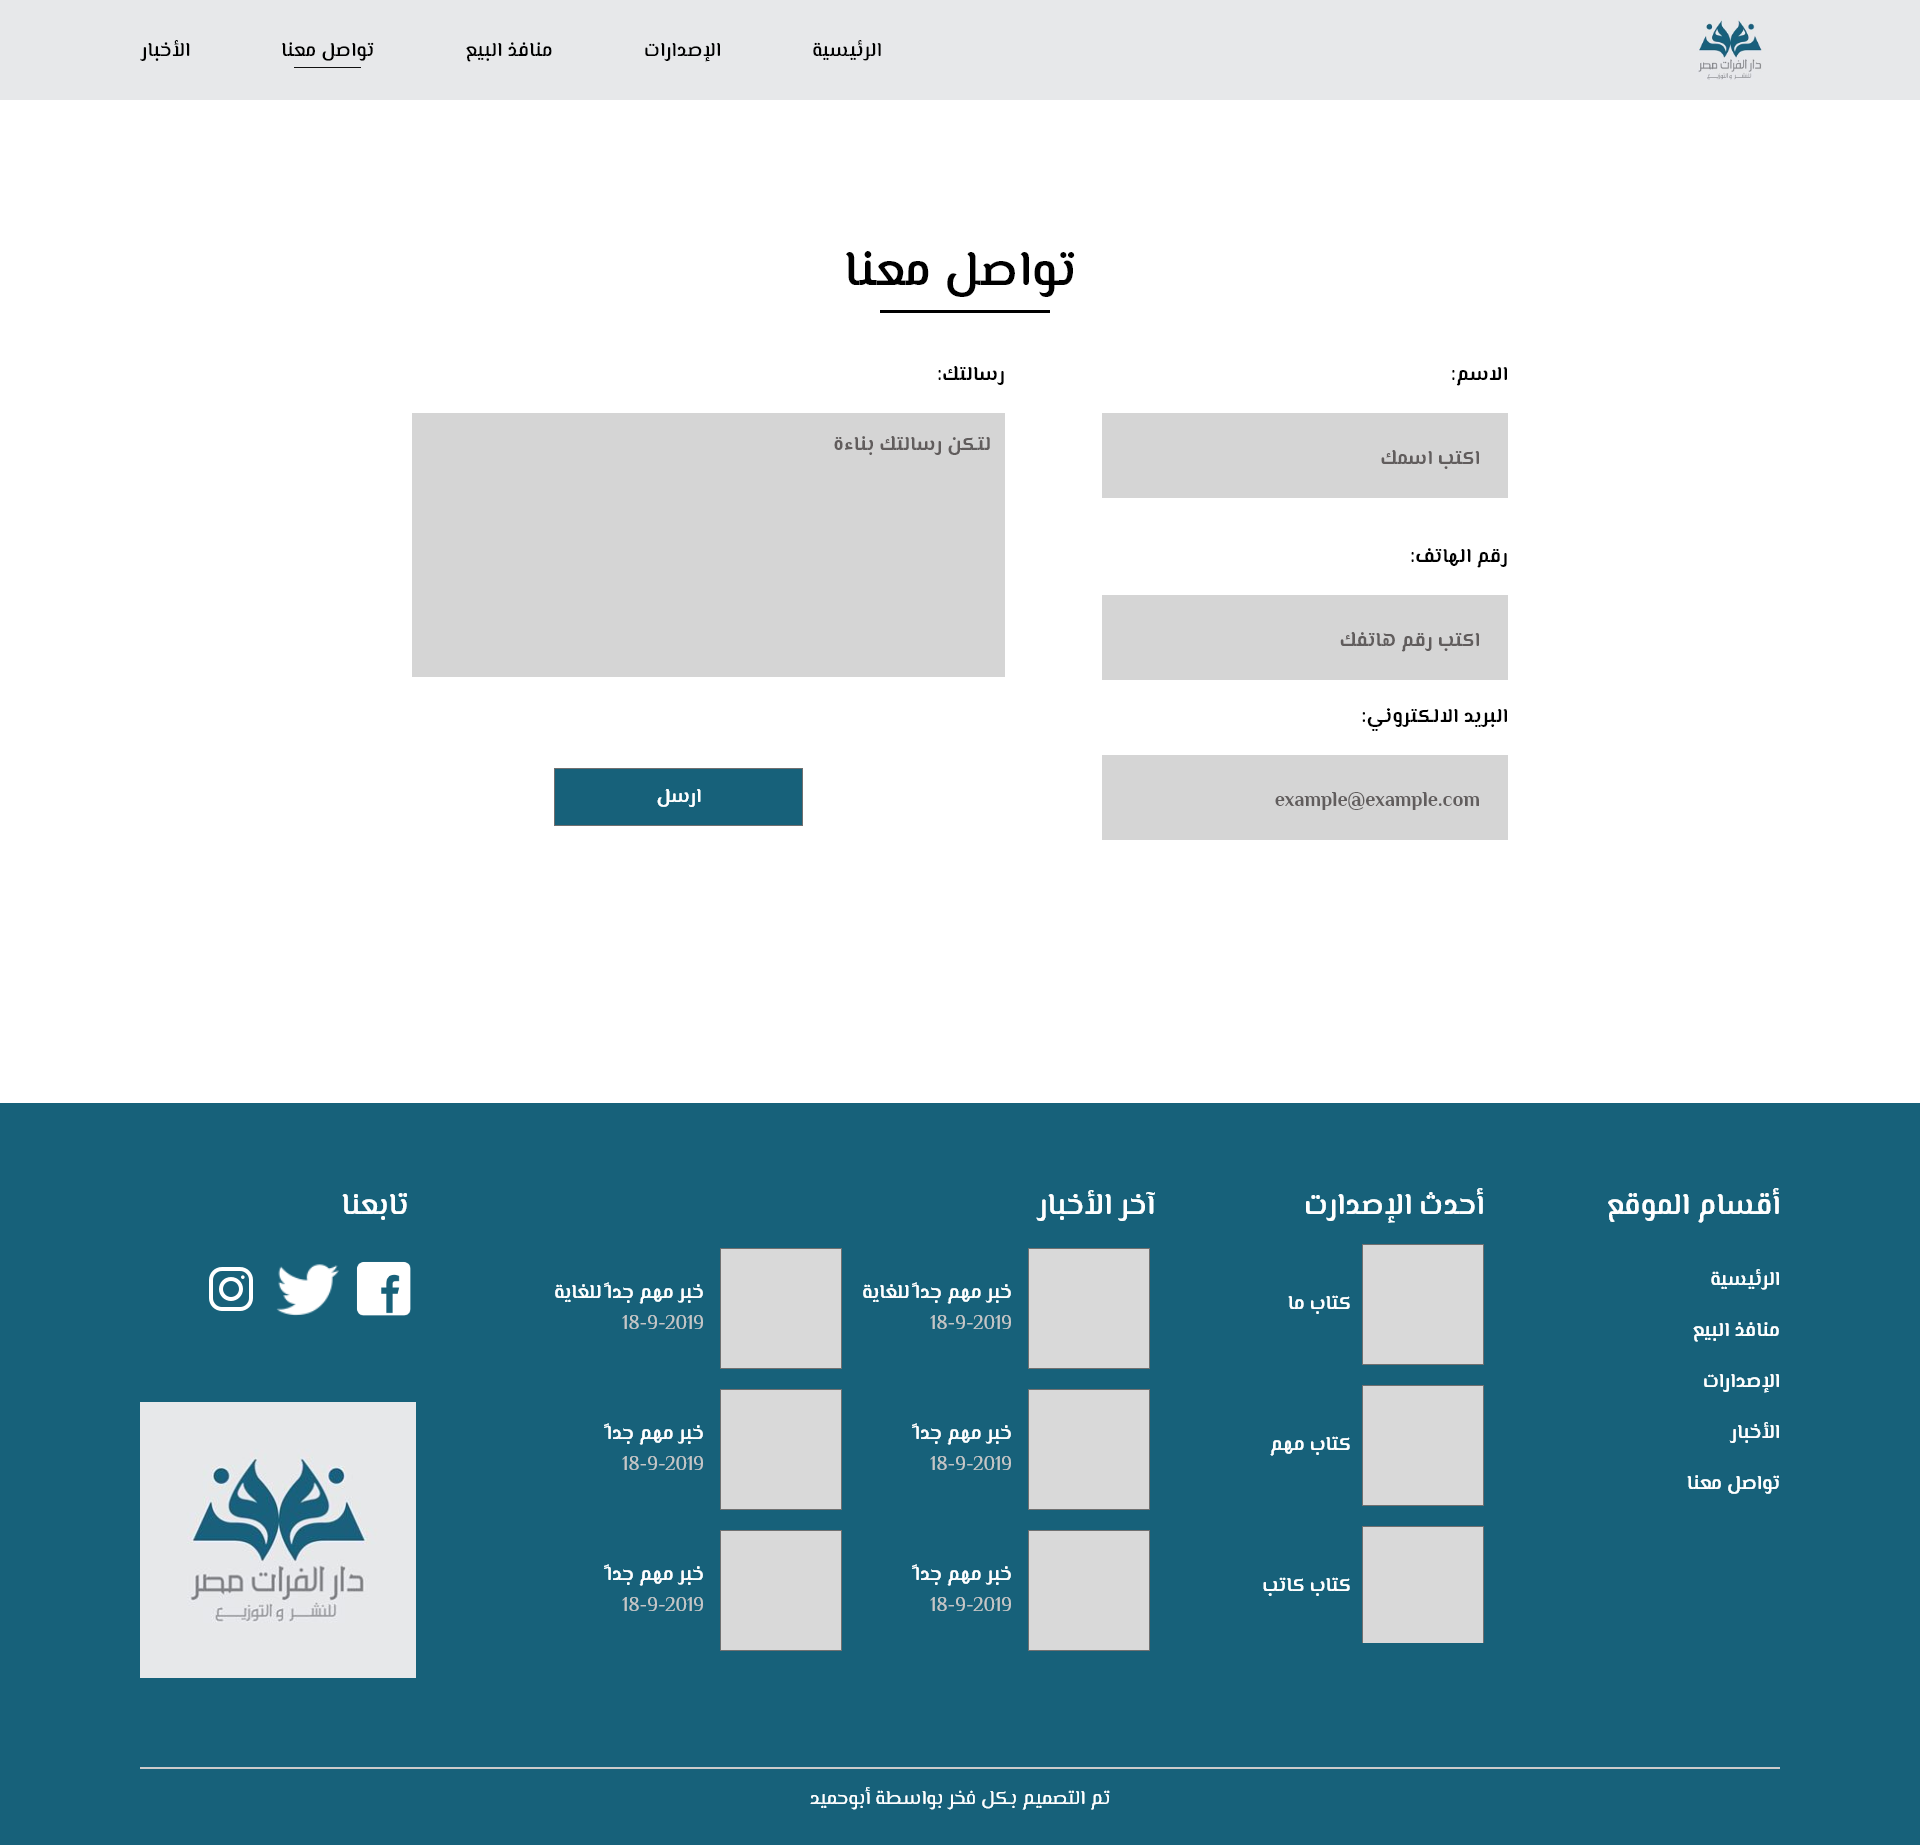 دار الفرات مصر
للنشر و التوزيع
الرئيسية
الإصدارات
منافذ البيع
تواصل معنا
الأخبار
تواصل معنا
الاسم:
اكتب اسمك
رقم الهاتف:
اكتب رقم هاتفك
البريد الالكتروني:
example@example.com
رسالتك:
لتكن رسالتك بناءة
ارسل
أقسام الموقع
الرئيسية
منافذ البيع
الإصدارات
الأخبار
تواصل معنا
أحدث الإصدارت
كتاب ما
كتاب مهم
كتاب كاتب
آخر الأخبار
خبر مهم جداً للغاية
18-9-2019
خبر مهم جداً
18-9-2019
خبر مهم جداً
18-9-2019
خبر مهم جداً للغاية
18-9-2019
خبر مهم جداً
18-9-2019
خبر مهم جداً
18-9-2019
تابعنا
دار الفرات مصر
للنشر و التوزيع
تم التصميم بكل فخر بواسطة أبوحميد